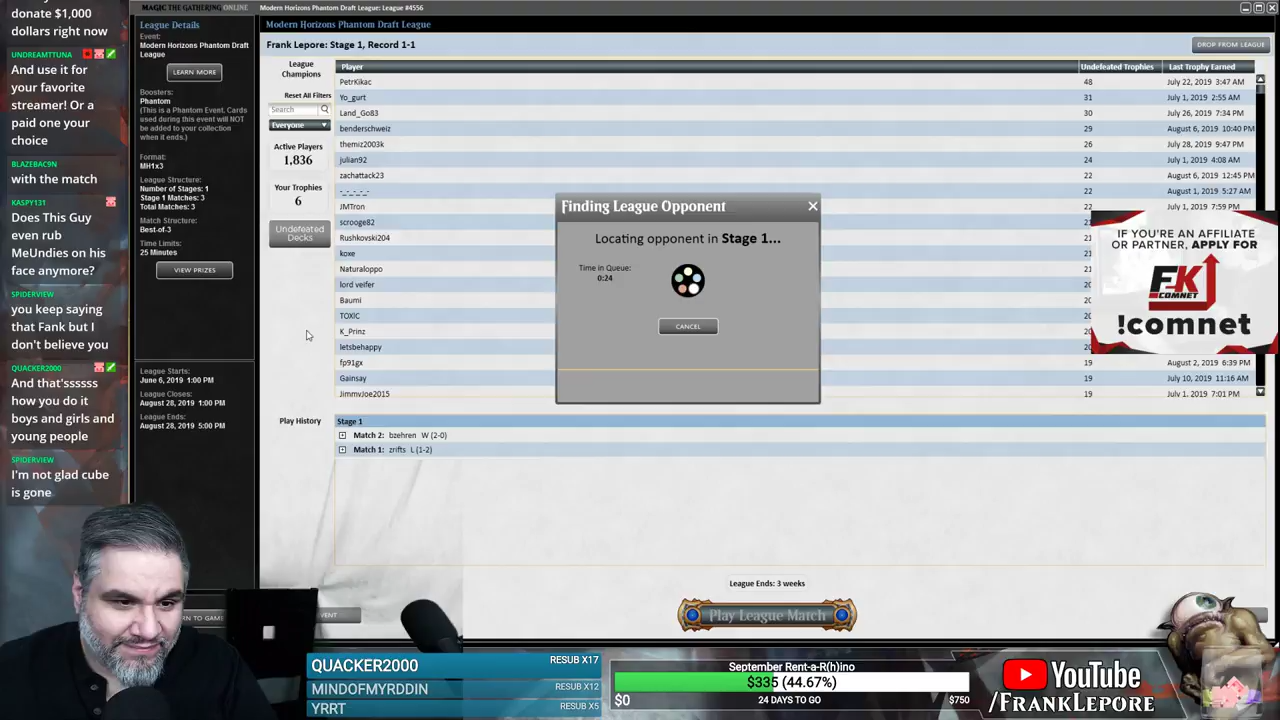 donate $1,000
dollars right now
UNDREAMTTUNA
And use it for
your favorite
streamer! Or a
paid one your
choice
BLAZEBAC9N
with the match
KASPY131
Does This Guy
even rub
Melatonin on his
face anymore?
SPIDERVIEW
you keep saying
that Fank but I
don't believe you
QUACKER2000
And that'sssss
how you do it
boys and girls and
young people
SPIDERVIEW
I'm not glad cube
is gone
MAGIC THE GATHERING ONLINE
Modern Horizons Phantom Draft League: League #4556
League Details
Event:
Modern Horizons Phantom Draft
League
LEARN MORE
Boosters:
Phantom
(This is a Phantom Event. Cards
used during this event will NOT
be added to your collection
when it ends.)
Format:
MH1x3
League Structure:
Number of Stages: 1
Stage 1 Matches: 3
Total Matches: 3
Match Structure:
Best-of-3
Time Limits:
25 Minutes
VIEW PRIZES
League Starts:
June 6, 2019 1:00 PM
League Closes:
August 28, 2019 1:00 PM
League Ends:
August 28, 2019 5:00 PM
Modern Horizons Phantom Draft League
Frank Lepore: Stage 1, Record 1-1
DROP FROM LEAGUE
League
Champions
Reset All Filters
Search
Everyone
Active Players
1,836
Your Trophies
6
Undefeated
Decks
Player Undefeated Trophies Last Trophy Earned
PetrKikac 48 July 22, 2019 3:47 AM
Yo_gurt 31 July 1, 2019 2:55 AM
Land_Go83 30 July 26, 2019 7:34 PM
benderschweiz 29 August 6, 2019 10:40 PM
themiz2003k 26 July 28, 2019 9:47 PM
julian92 24 July 1, 2019 4:08 AM
zachattack23 22 August 6, 2019 12:45 PM
-_-_-_-_- 22 August 1, 2019 5:27 AM
JMTron 22 July 1, 2019 7:59 PM
scrooge82
Rushkovski204
koxe
Naturaloppo
lord veifer
Baumi
TOXIC
K_Prinz
letsbehappy
fp91gx 19 August 2, 2019 6:39 PM
Gainsay 19 July 10, 2019 11:16 AM
JimmyJoe2015 19 July 1, 2019 7:01 PM
Finding League Opponent
Locating opponent in Stage 1...
Time in Queue:
0:24
CANCEL
IF YOU'RE AN AFFILIATE
OR PARTNER, APPLY FOR
FK
COMNET
!comnet
Play History
Stage 1
Match 2: bzehren W (2-0)
Match 1: zrifts L (1-2)
League Ends: 3 weeks
Play League Match
QUACKER2000 RESUB X17
MINDOFMYRDDIN RESUB X12
YRRT RESUB X5
September Rent-a-R(h)ino
$335 (44.67%)
$0 24 DAYS TO GO $750
YouTube
/FRANKLEPORE